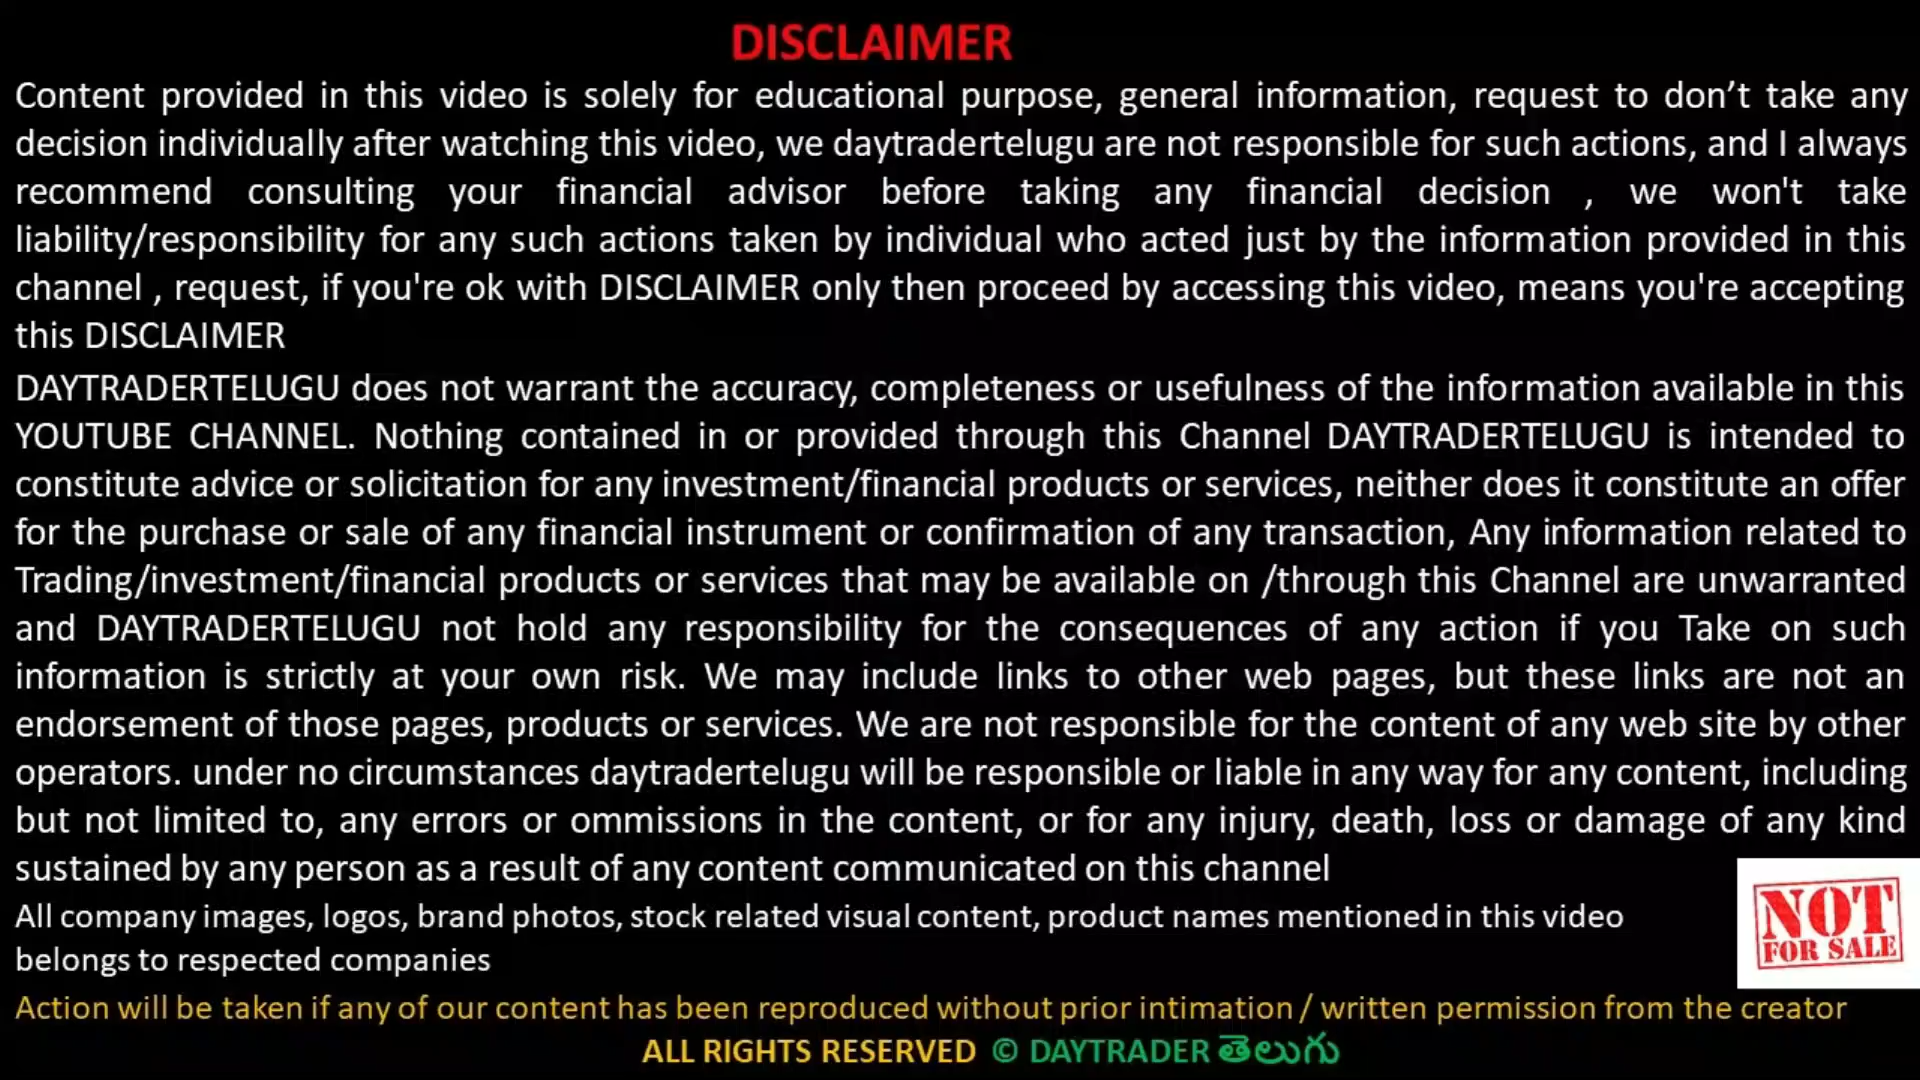 DISCLAIMER
Content provided in this video is solely for educational purpose, general information, request to don’t take any
decision individually after watching this video, we daytradertelugu are not responsible for such actions, and I always
recommend consulting your financial advisor before taking any financial decision , we won't take
liability/responsibility for any such actions taken by individual who acted just by the information provided in this
channel , request, if you're ok with DISCLAIMER only then proceed by accessing this video, means you're accepting
this DISCLAIMER
DAYTRADERTELUGU does not warrant the accuracy, completeness or usefulness of the information available in this
YOUTUBE CHANNEL. Nothing contained in or provided through this Channel DAYTRADERTELUGU is intended to
constitute advice or solicitation for any investment/financial products or services, neither does it constitute an offer
for the purchase or sale of any financial instrument or confirmation of any transaction, Any information related to
Trading/investment/financial products or services that may be available on /through this Channel are unwarranted
and DAYTRADERTELUGU not hold any responsibility for the consequences of any action if you Take on such
information is strictly at your own risk. We may include links to other web pages, but these links are not an
endorsement of those pages, products or services. We are not responsible for the content of any web site by other
operators. under no circumstances daytradertelugu will be responsible or liable in any way for any content, including
but not limited to, any errors or ommissions in the content, or for any injury, death, loss or damage of any kind
sustained by any person as a result of any content communicated on this channel
All company images, logos, brand photos, stock related visual content, product names mentioned in this video
belongs to respected companies
NOT
FOR SALE
Action will be taken if any of our content has been reproduced without prior intimation / written permission from the creator
ALL RIGHTS RESERVED © DAYTRADER తెలుగు